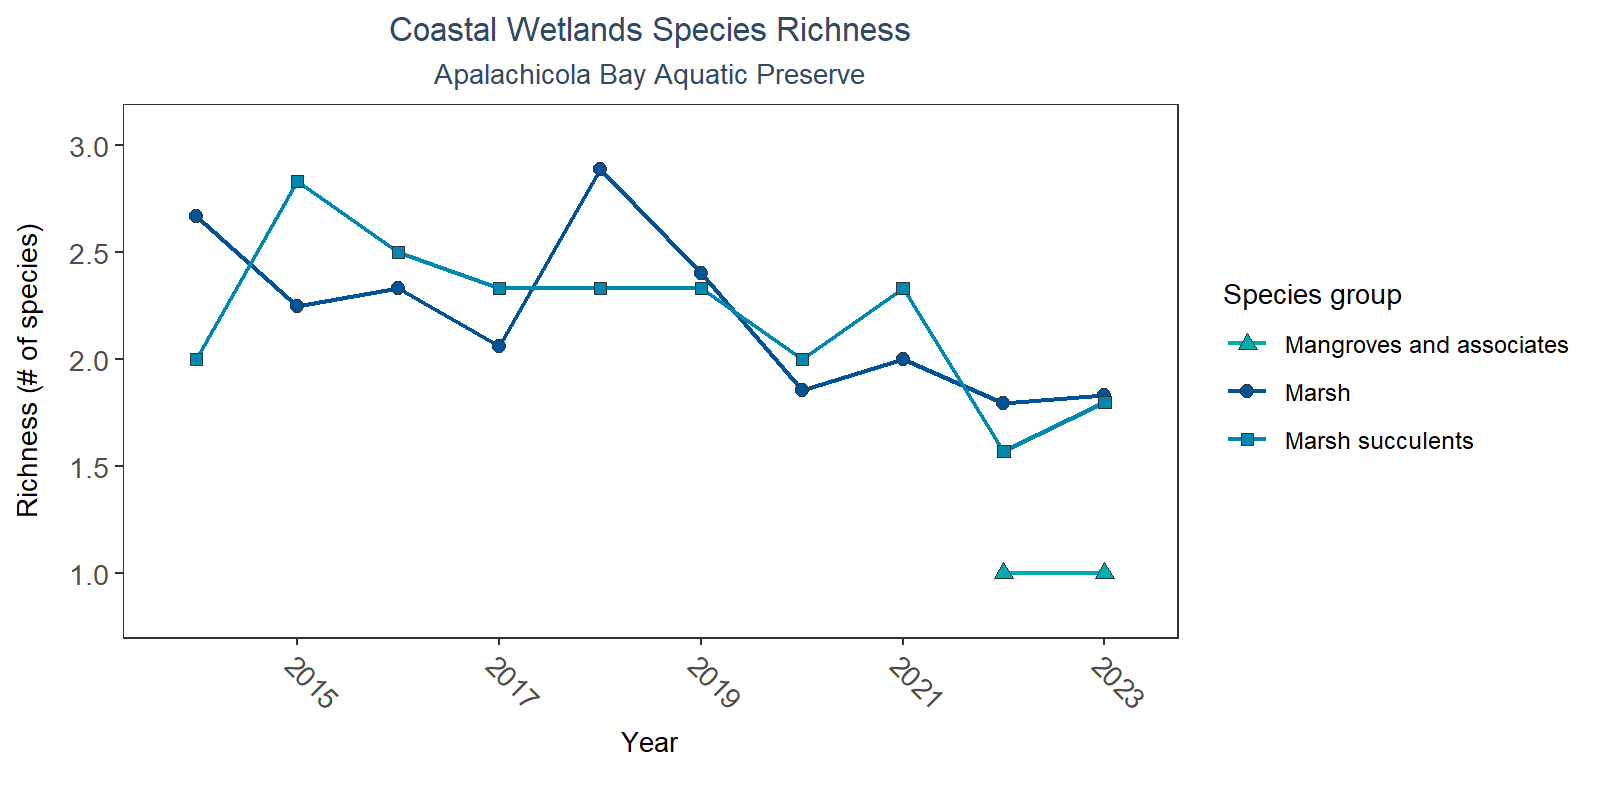 Coastal Wetlands Species Richness
Apalachicola Bay Aquatic Preserve
Richness (# of species)
3.0
2.5
2.0
1.5
1.0
2015
2017
2019
2021
2023
Year
Species group
Mangroves and associates
Marsh
Marsh succulents